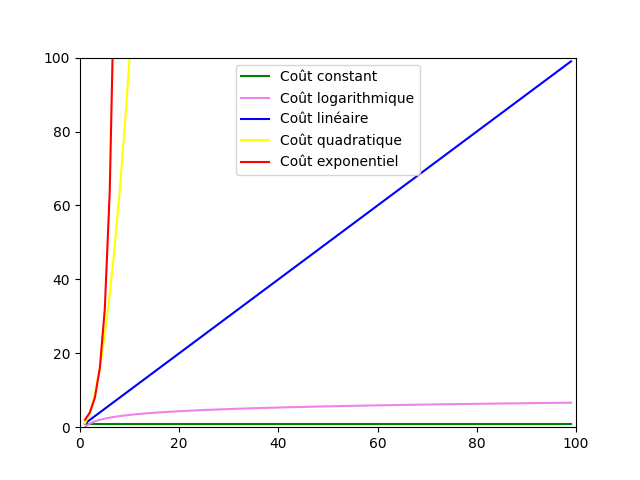 100
80
60
40
20
0
Coût constant
Coût logarithmique
Coût linéaire
Coût quadratique
Coût exponentiel
0 20 40 60 80 100